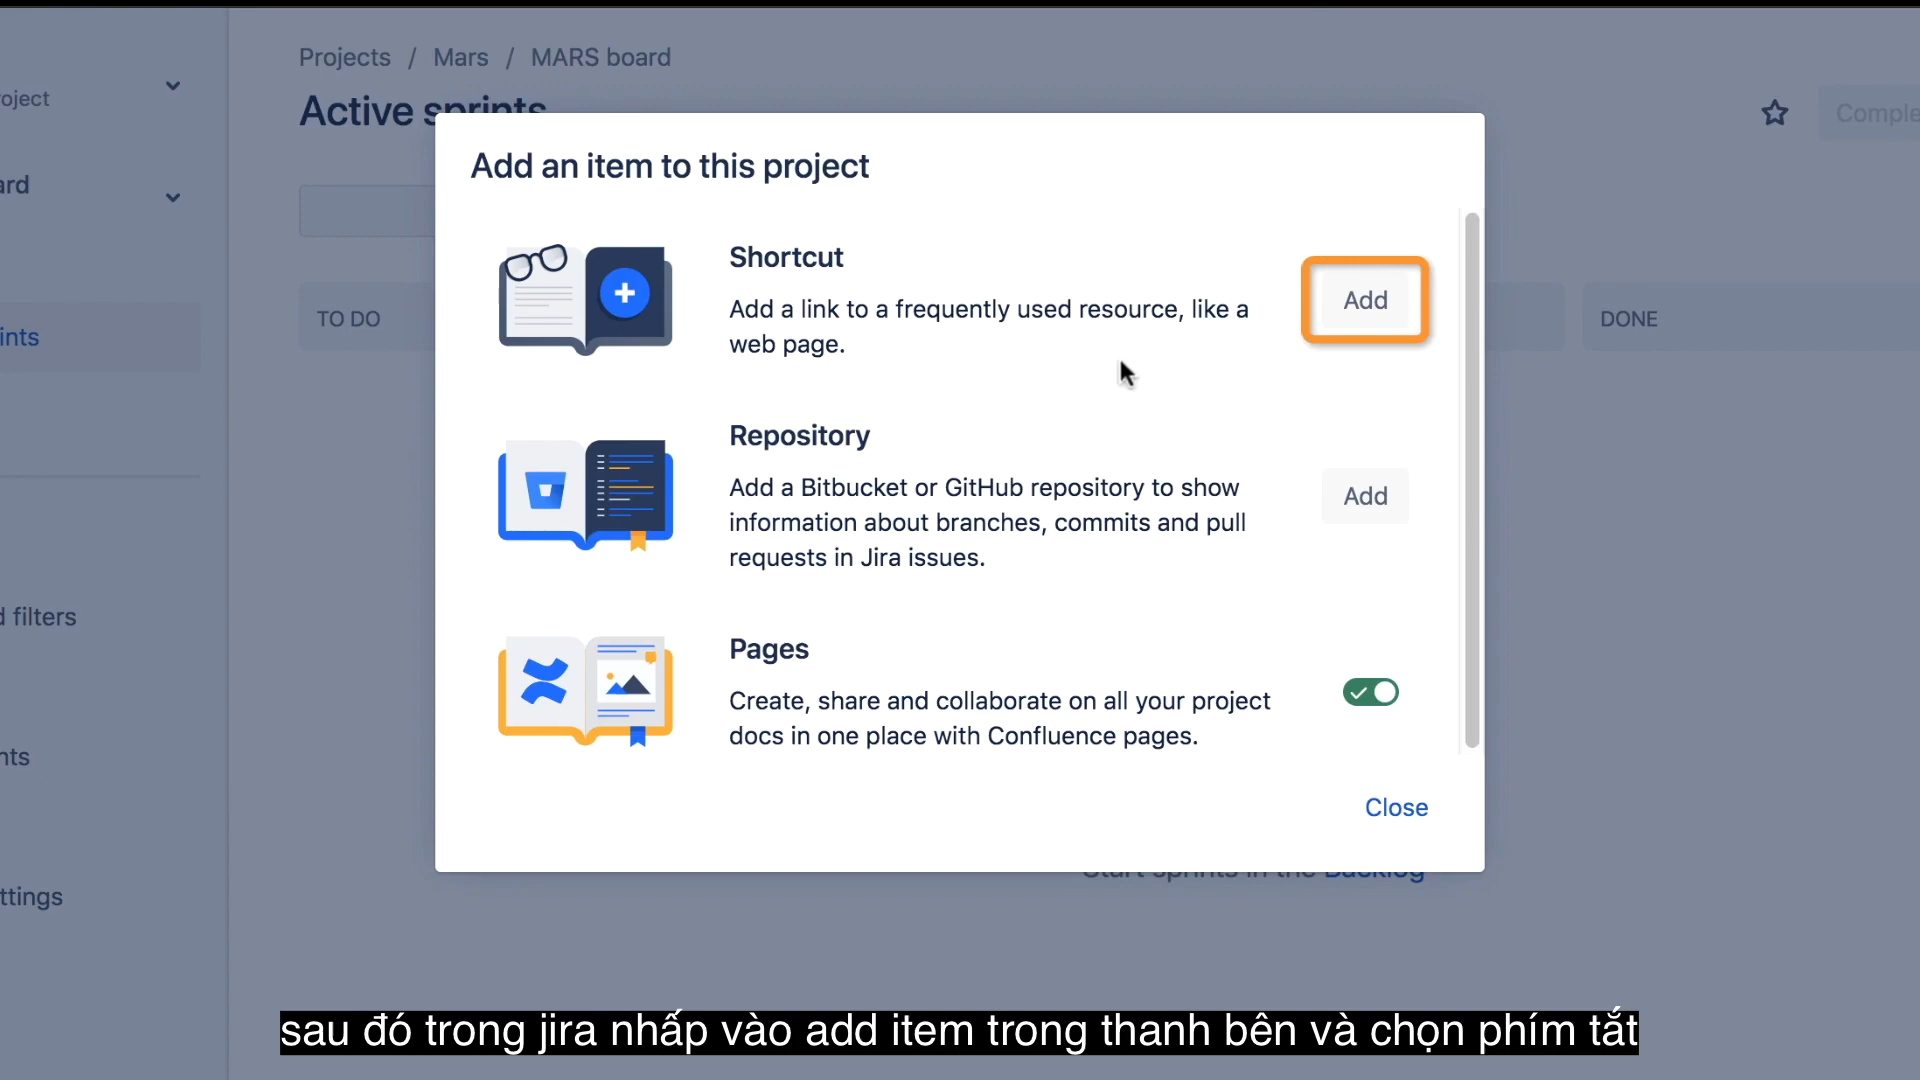 Projects / Mars / MARS board
oject
Active sprints
Comple
ard
Add an item to this project
Shortcut
Add a link to a frequently used resource, like a
web page.
Add
TO DO
DONE
ints
Repository
Add a Bitbucket or GitHub repository to show
information about branches, commits and pull
requests in Jira issues.
Add
d filters
Pages
Create, share and collaborate on all your project
docs in one place with Confluence pages.
nts
Close
Start sprints in the Backlog
ttings
sau đó trong jira nhấp vào add item trong thanh bên và chọn phím tắt